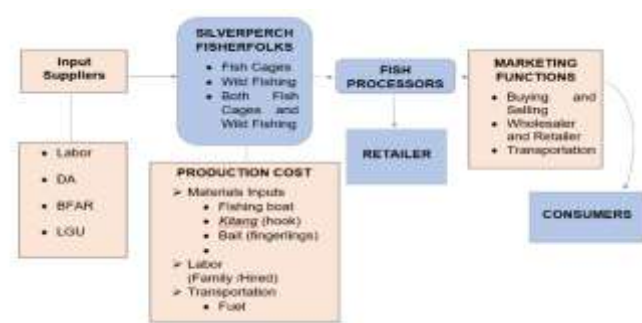 Input
Suppliers
• Labor
• DA
• BFAR
• LGU
SILVERPERCH
FISHERFOLKS
• Fish Cages
• Wild Fishing
• Both Fish
Cages and
Wild Fishing
PRODUCTION COST
➢ Materials Inputs
• Fishing boat
• Kitang (hook)
• Bait (fingerlings)
•
➢ Labor
(Family /Hired)
➢ Transportation
• Fuel
FISH
PROCESSORS
RETAILER
MARKETING
FUNCTIONS
• Buying and
Selling
• Wholesaler
and Retailer
• Transportation
CONSUMERS